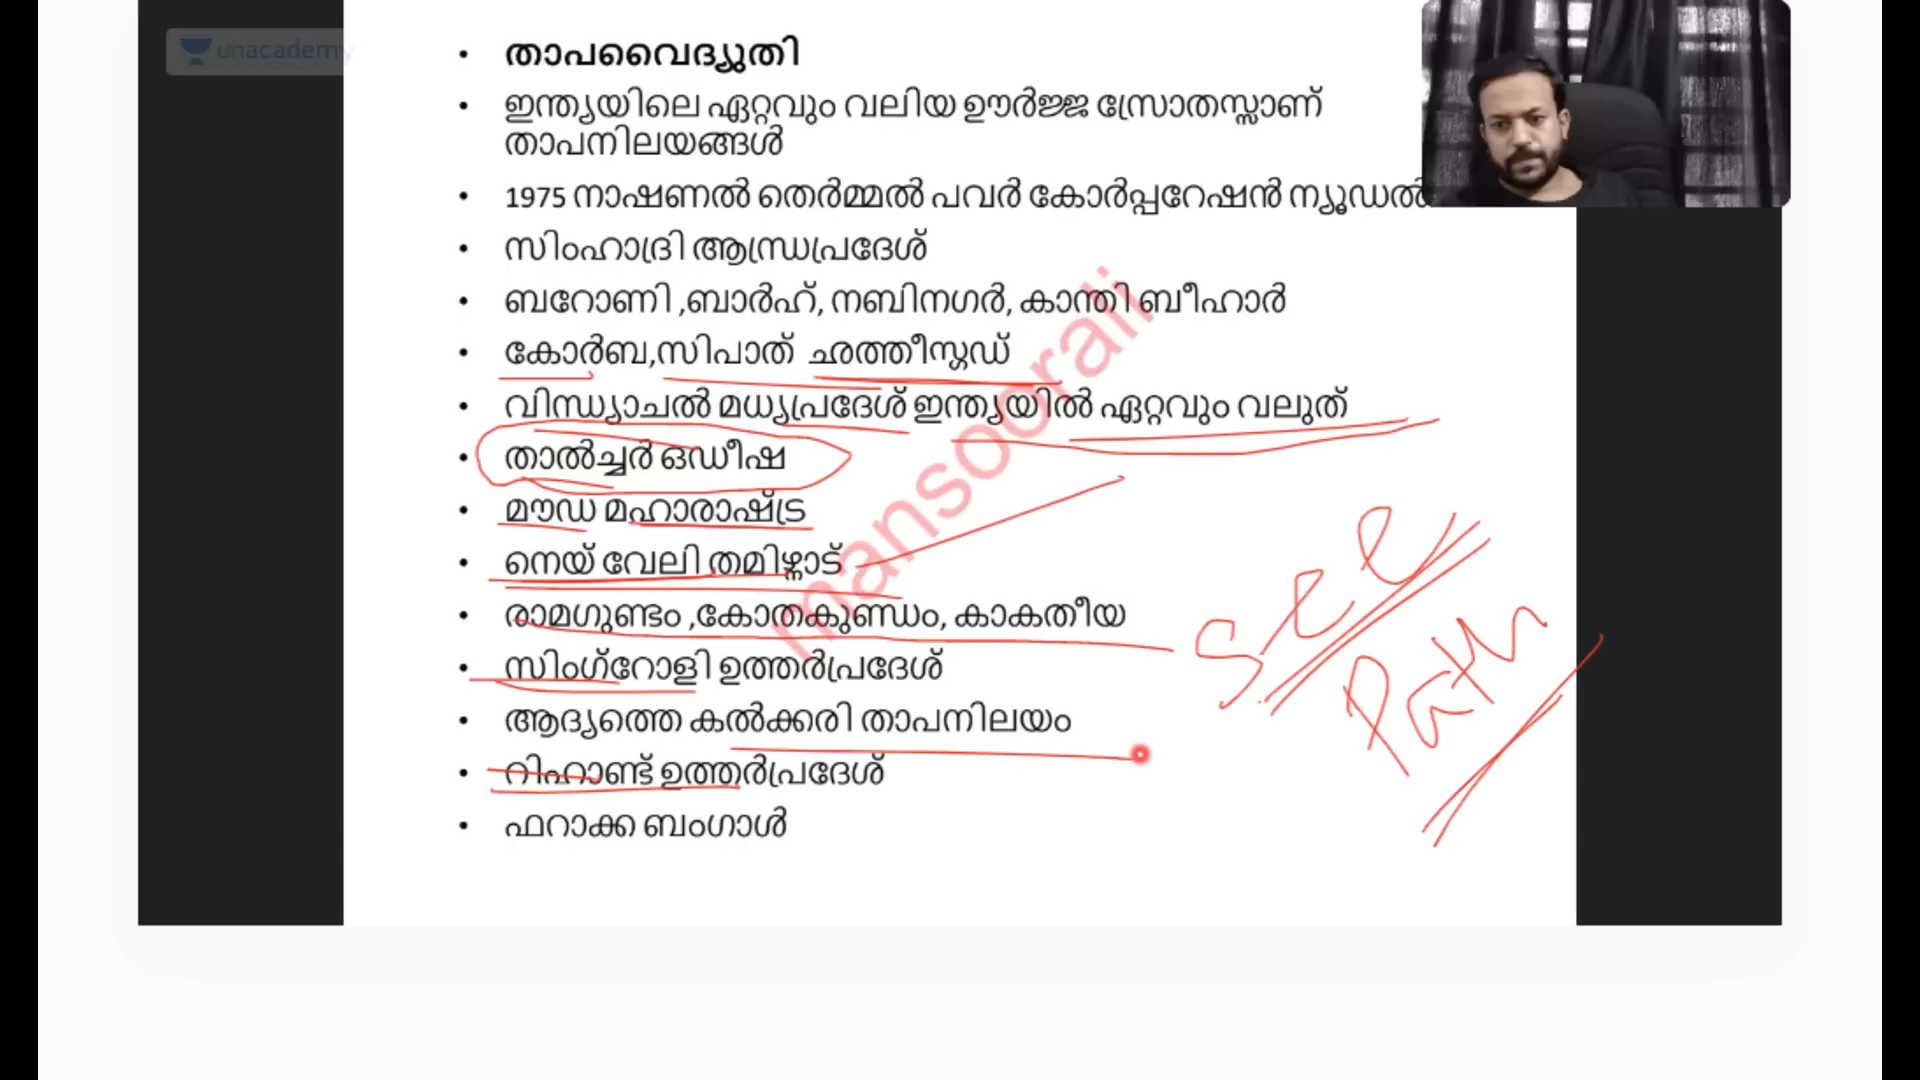 unacademy
താപവൈദ്യുതി
ഇന്ത്യയിലെ ഏറ്റവും വലിയ ഊർജ്ജ സ്രോതസ്സാണ്
താപനിലയങ്ങൾ
1975 നാഷണൽ തെർമ്മൽ പവർ കോർപ്പറേഷൻ ന്യൂഡൽ
സിംഹാദ്രി ആന്ധ്രപ്രദേശ്
ബറോണി ,ബാർഹ്, നബിനഗർ, കാന്തി ബീഹാർ
കോർബ,സിപാത് ഛത്തീസ്ഗഡ്
വിന്ധ്യാചൽ മധ്യപ്രദേശ് ഇന്ത്യയിൽ ഏറ്റവും വലുത്
താൽച്ചർ ഒഡീഷ
മൗഡ മഹാരാഷ്ട്ര
നെയ് വേലി തമിഴ്നാട്
രാമഗുണ്ടം ,കോതകുണ്ഡം, കാകതീയ
സിംഗ്റോളി ഉത്തർപ്രദേശ്
ആദ്യത്തെ കൽക്കരി താപനിലയം
റിഹാണ്ട് ഉത്തർപ്രദേശ്
ഫറാക്ക ബംഗാൾ
mansoorali
see
Path